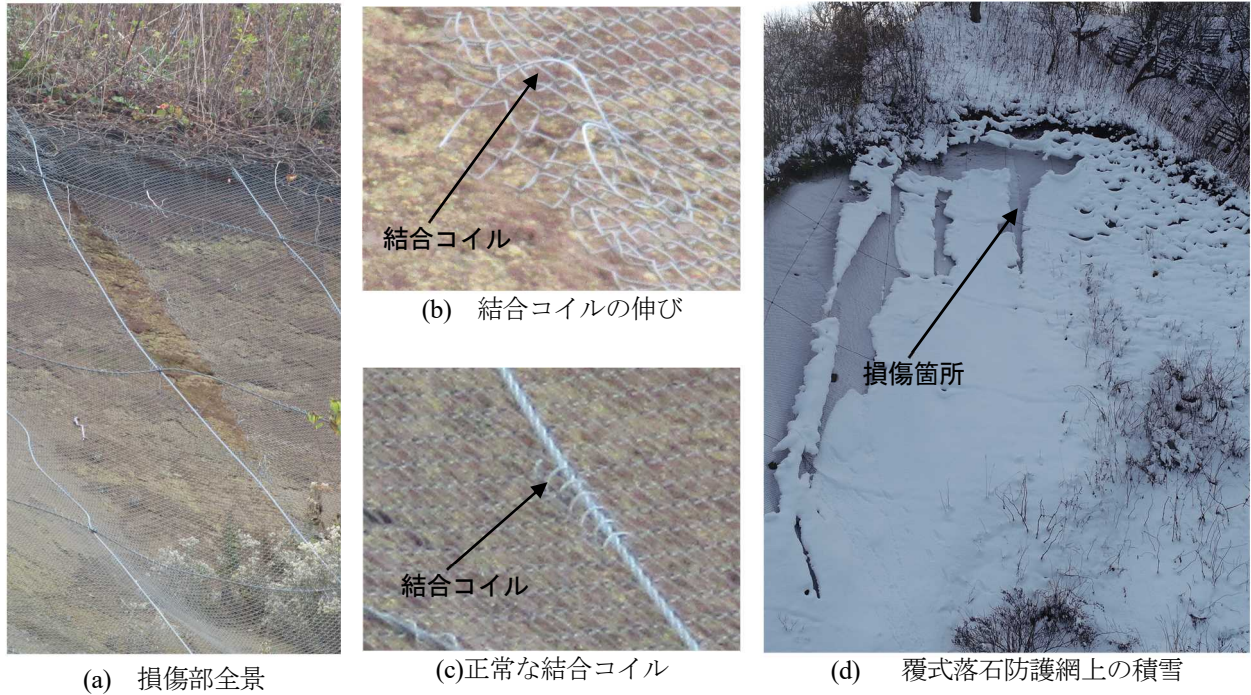 結合コイル
(b) 結合コイルの伸び
結合コイル
(c)正常な結合コイル
(a) 損傷部全景
損傷箇所
(d) 覆式落石防護網上の積雪